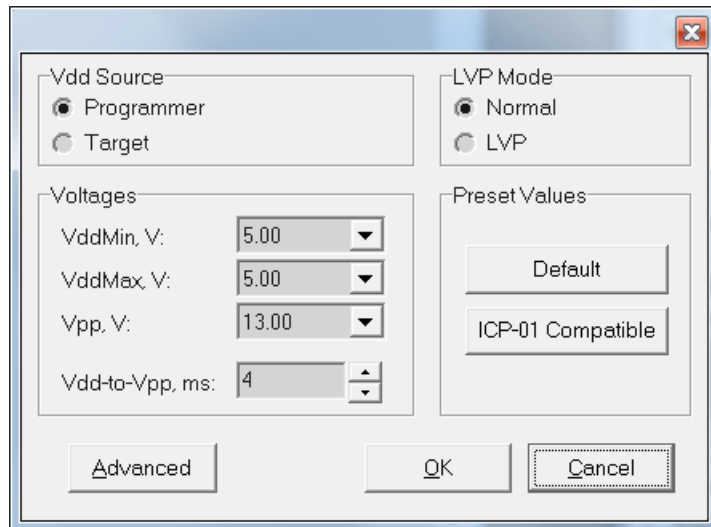 Vdd Source
Programmer
Target
LVP Mode
Normal
LVP
Voltages
VddMin, V: 5.00
VddMax, V: 5.00
Vpp, V: 13.00
Vdd-to-Vpp, ms: 4
Preset Values
Default
ICP-01 Compatible
Advanced
OK
Cancel